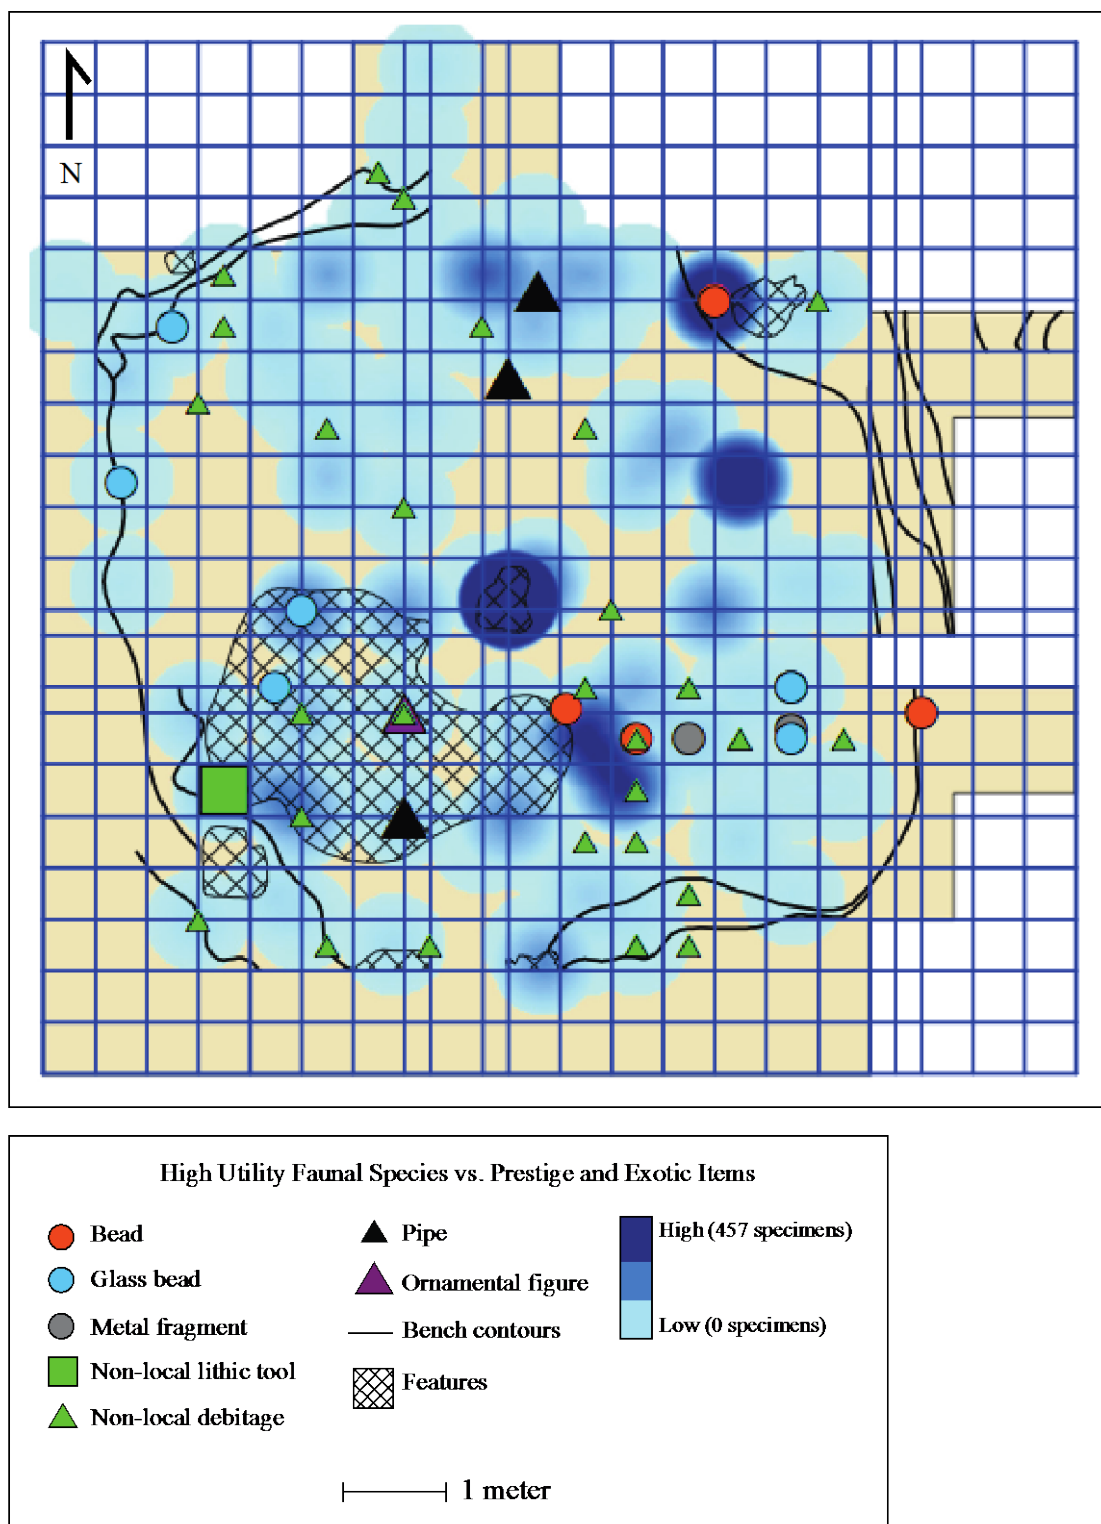 N
High Utility Faunal Species vs. Prestige and Exotic Items
Bead
Glass bead
Metal fragment
Non-local lithic tool
Non-local debitage
Pipe
Ornamental figure
Bench contours
Features
High (457 specimens)
Low (0 specimens)
1 meter